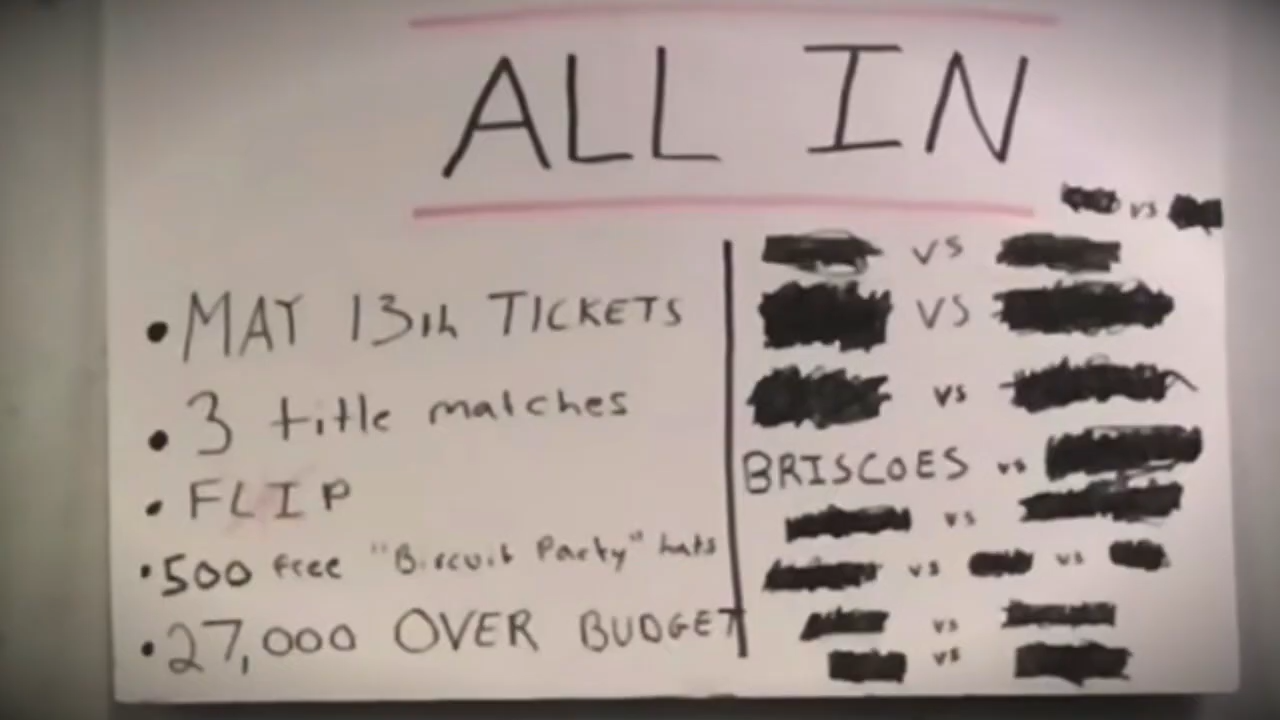 ALL IN
• MAY 13th TICKETS
• 3 title matches
• FLIP
• 500 free "Bircuit Party" hats
• 27,000 OVER BUDGET
vs
VS
VS
vs
BRISCOES vs
vs
vs vs
vs
vs